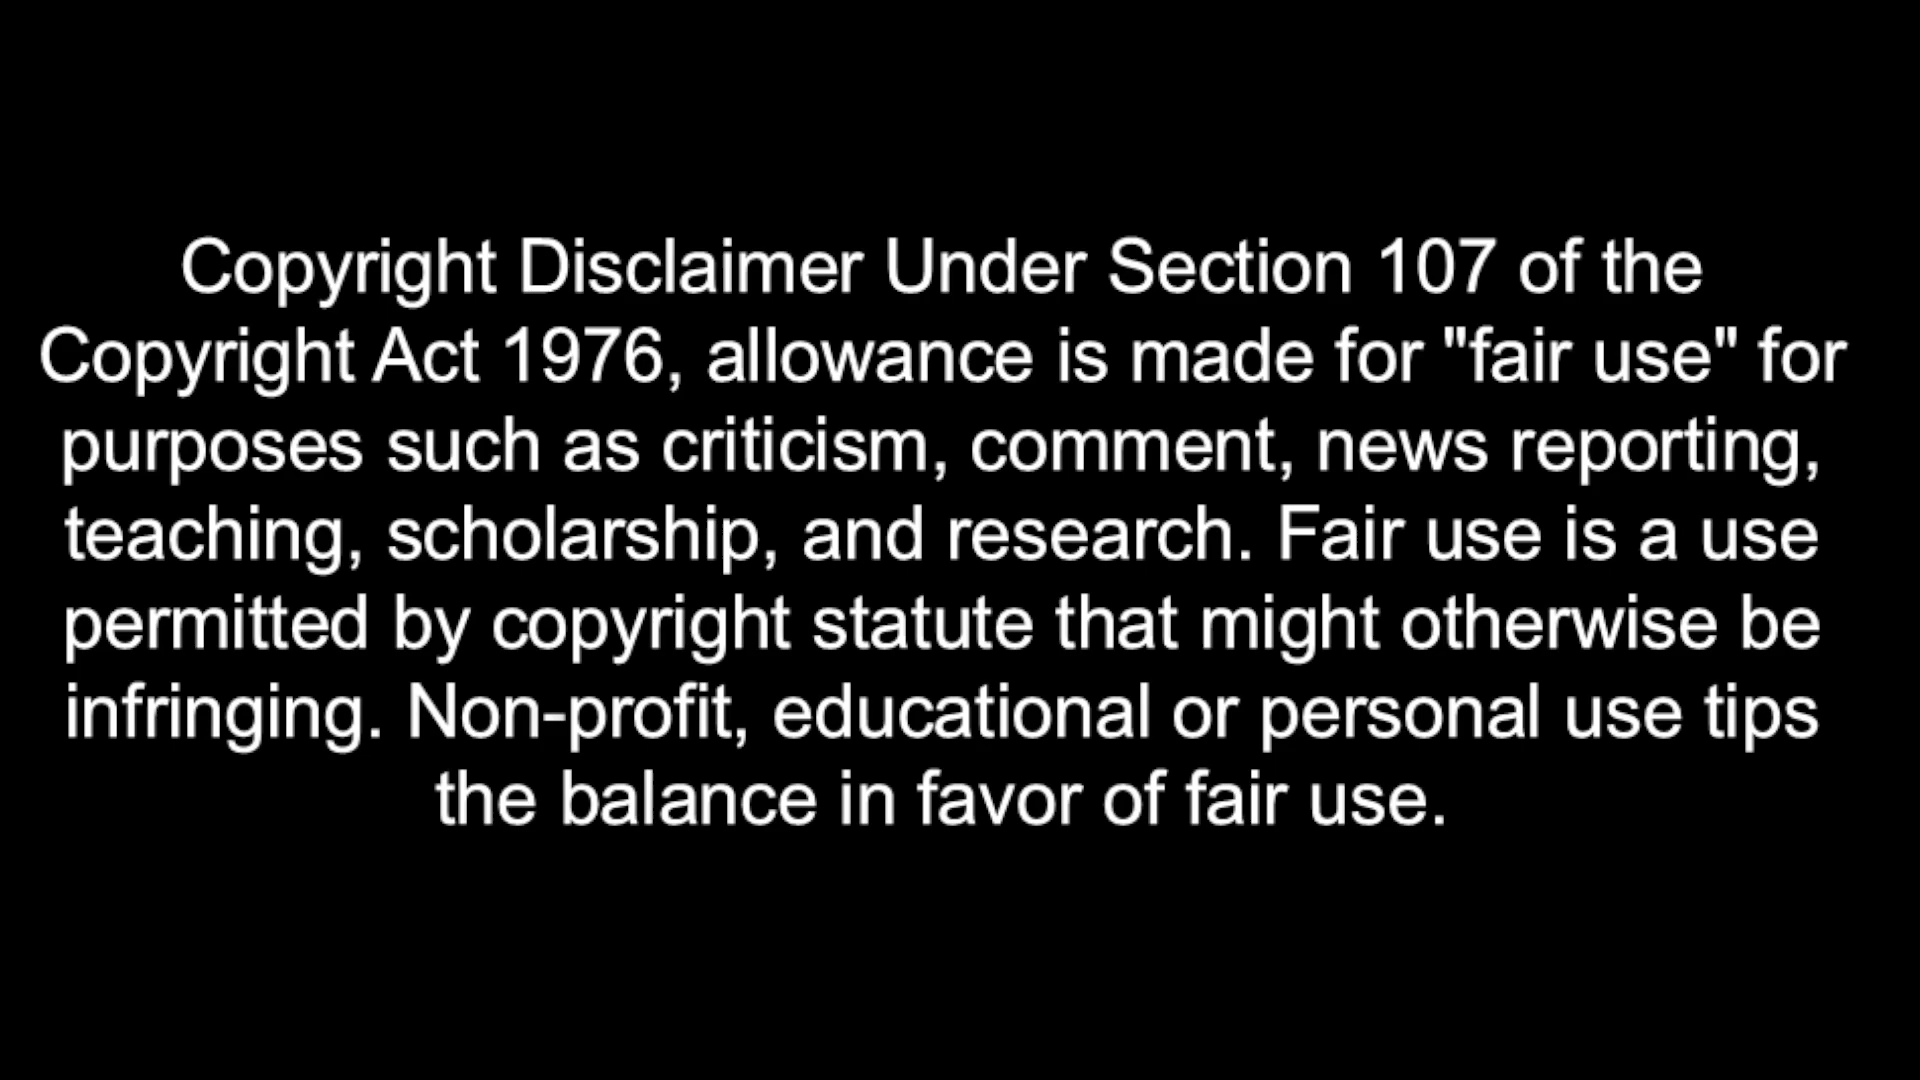 Copyright Disclaimer Under Section 107 of the
Copyright Act 1976, allowance is made for "fair use" for
purposes such as criticism, comment, news reporting,
teaching, scholarship, and research. Fair use is a use
permitted by copyright statute that might otherwise be
infringing. Non-profit, educational or personal use tips
the balance in favor of fair use.